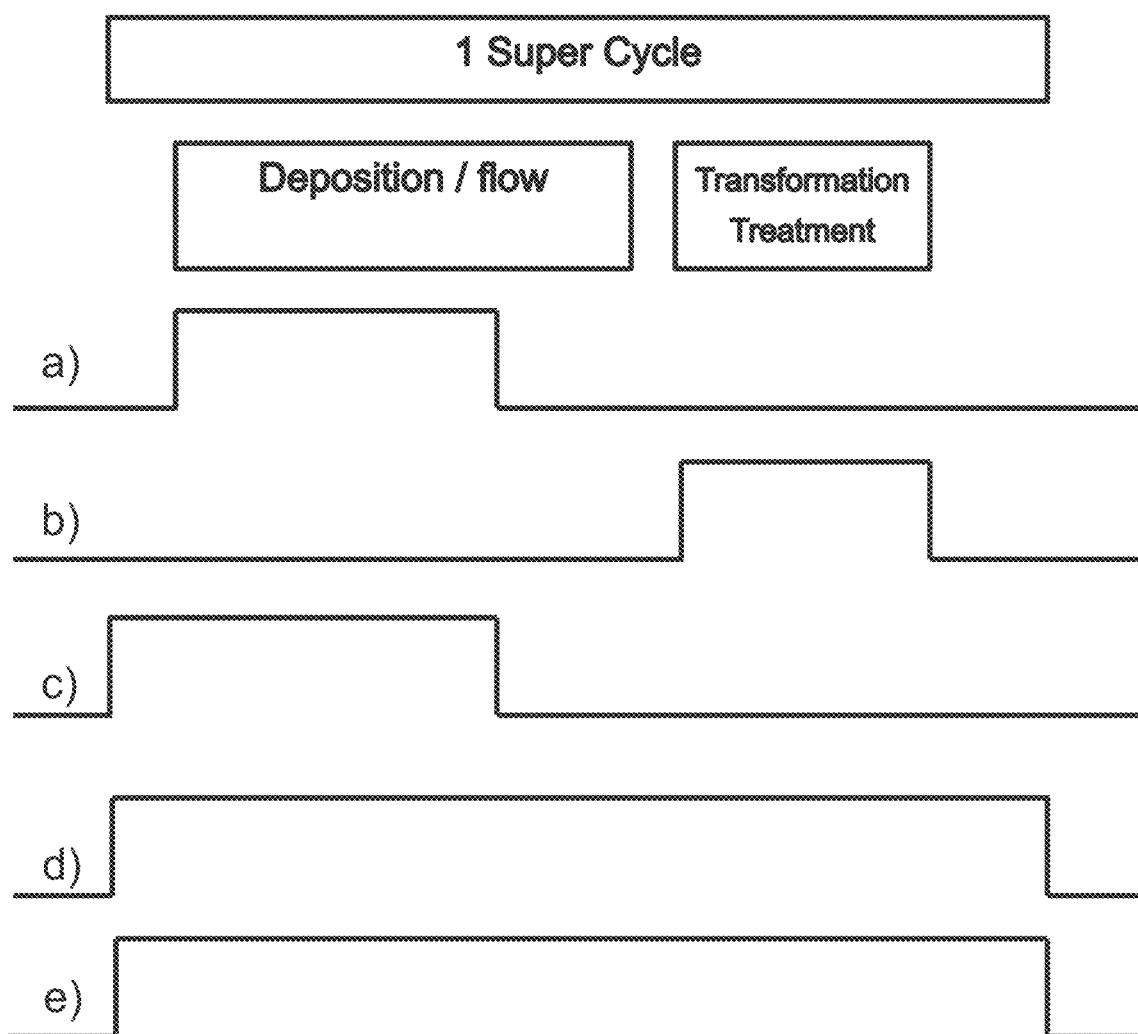 1 Super Cycle
Deposition / flow
Transformation
Treatment
a)
b)
c)
d)
e)